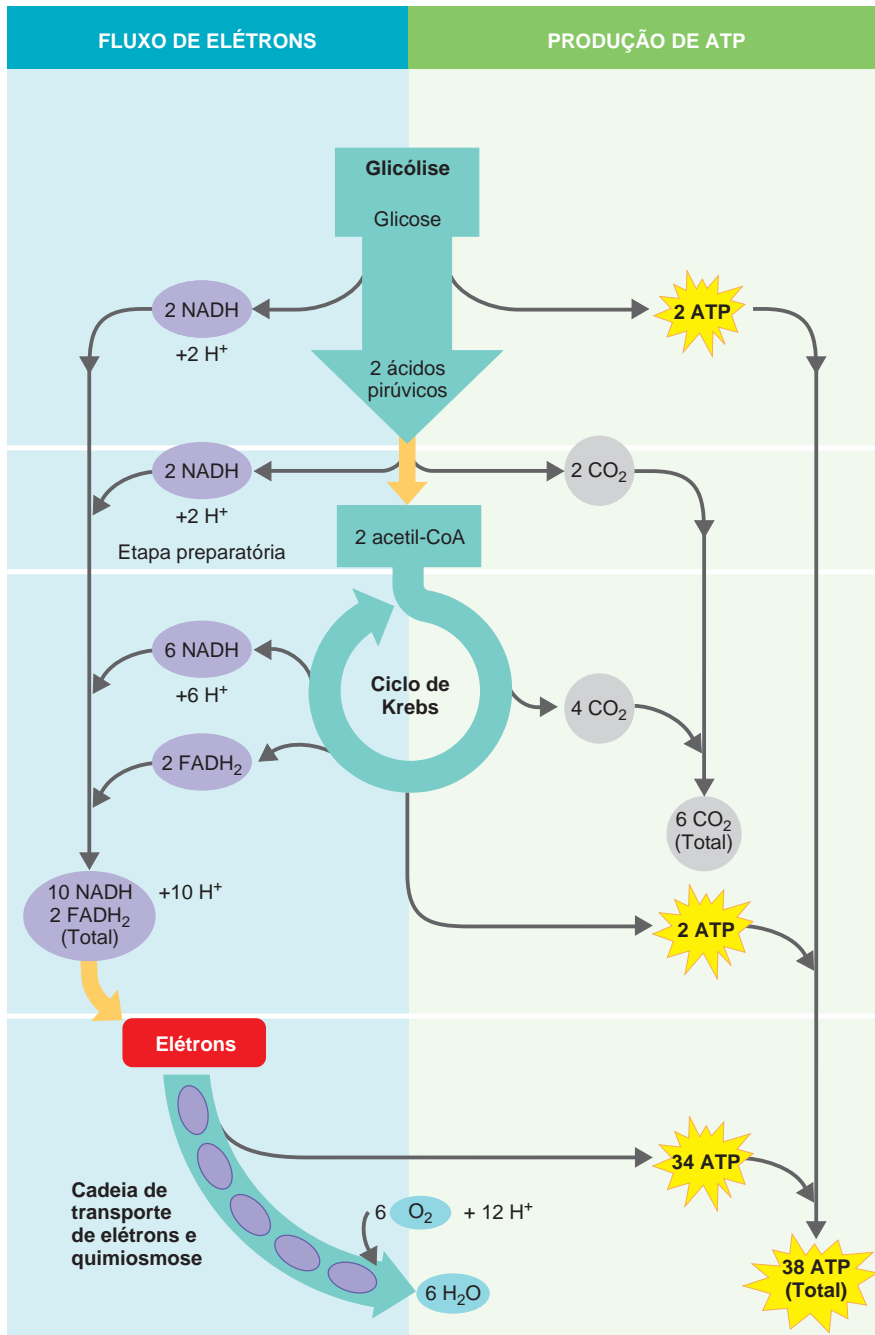 FLUXO DE ELÉTRONS
PRODUÇÃO DE ATP
Glicólise
Glicose
2 NADH
+2 H⁺
2 ATP
2 ácidos
pirúvicos
2 NADH
+2 H⁺
2 CO₂
Etapa preparatória
2 acetil-CoA
6 NADH
+6 H⁺
Ciclo de
Krebs
4 CO₂
2 FADH₂
6 CO₂
(Total)
10 NADH
2 FADH₂
(Total)
+10 H⁺
2 ATP
Elétrons
34 ATP
Cadeia de
transporte
de elétrons e
quimiosmose
6 O₂ + 12 H⁺
6 H₂O
38 ATP
(Total)